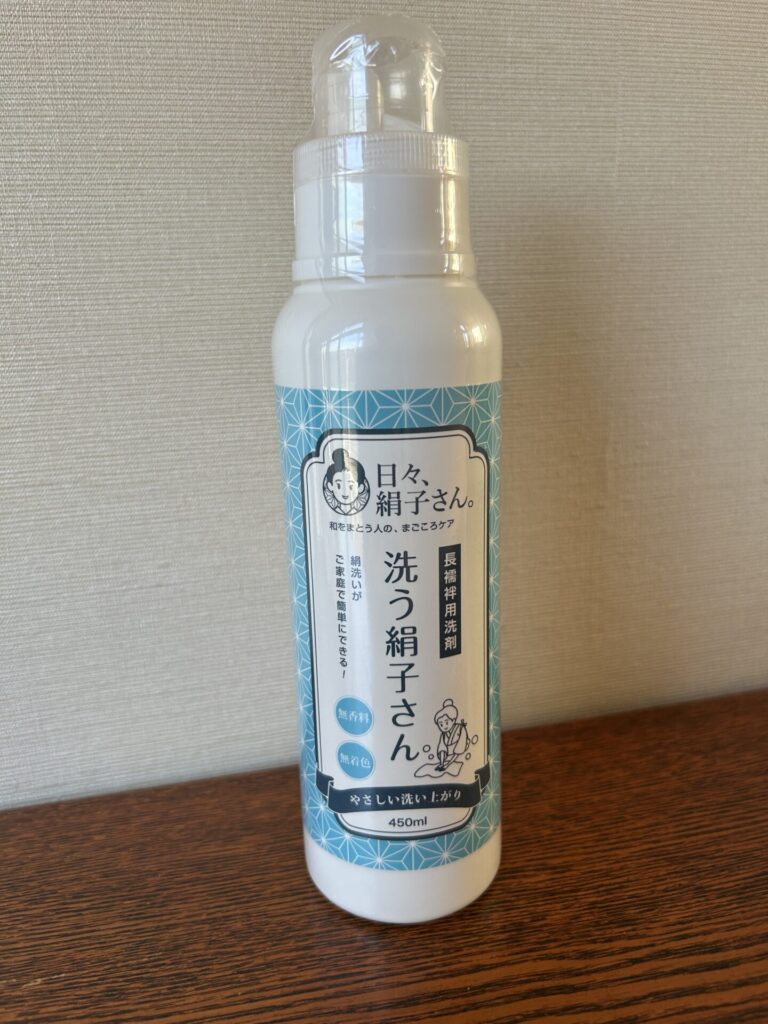 日々、
絹子さん。
和をまとう人の、まごころケア
長襦袢用洗剤
洗う絹子さん。
絹洗いが
ご家庭で簡単にできる！
無香料
無着色
やさしい洗い上がり
450ml